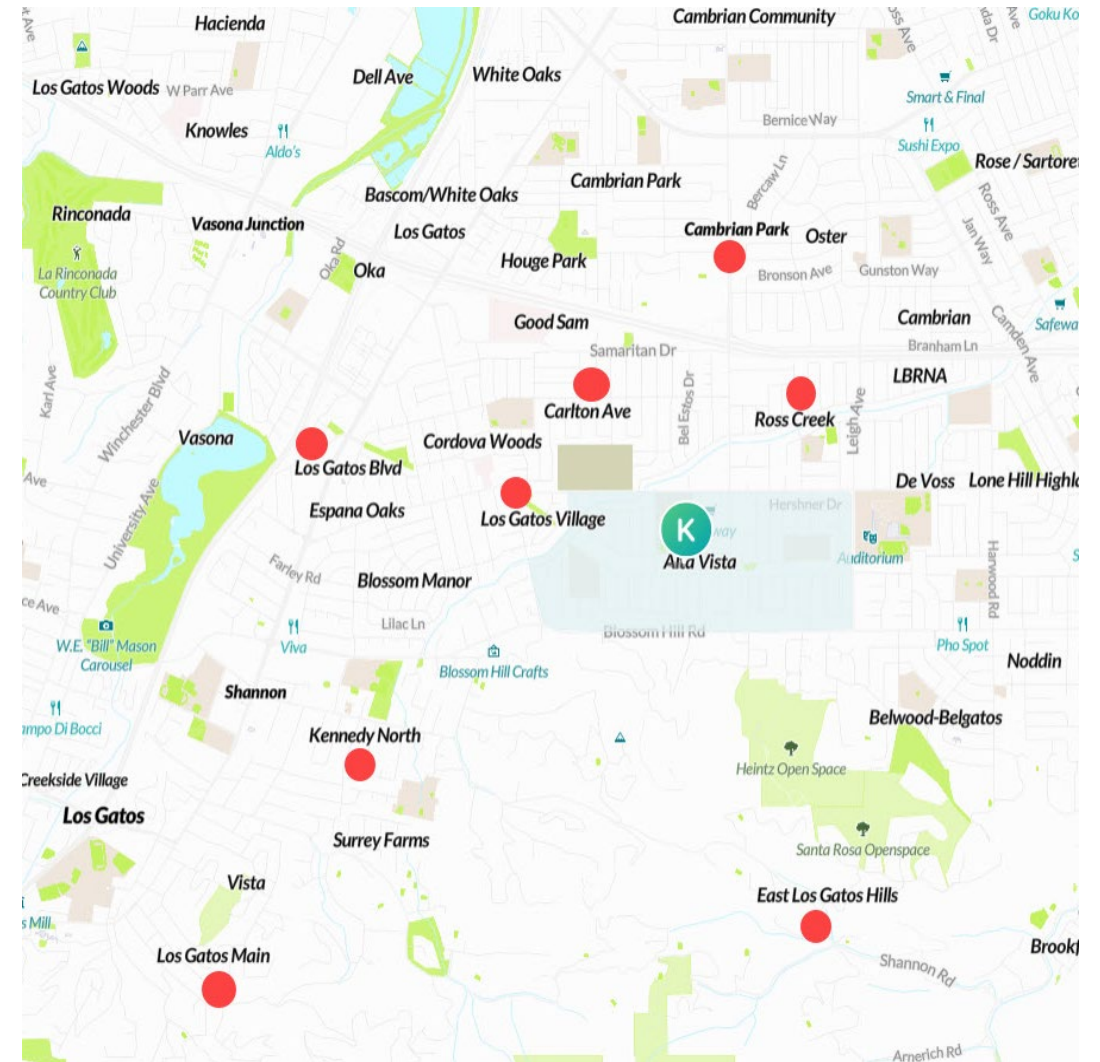 Hacienda
Cambrian Community
Goku Ko
Dell Ave
White Oaks
Los Gatos Woods
W Parr Ave
Smart & Final
Knowles
Aldo's
Bernice Way
Sushi Expo
Rose / Sartore
Bercaw Ln
Cambrian Park
Bascom/White Oaks
Ross Ave
Rinconada
Vasona Junction
Los Gatos
Cambrian Park
Oster
Jan Way
Oka Rd
La Rinconada
Country Club
Oka
Houge Park
Bronson Ave
Gunston Way
Good Sam
Cambrian
Safewa
Camden Ave
Samaritan Dr
Branham Ln
Karl Ave
Winchester Blvd
LBRNA
Carlton Ave
Bel Estos Dr
Ross Creek
Leigh Ave
Vasona
Cordova Woods
Los Gatos Blvd
Ave
De Voss
Lone Hill Highl
University Ave
Espana Oaks
Los Gatos Village
Hershner Dr
K
way
Alta Vista
Auditorium
Harwood Rd
Farley Rd
Blossom Manor
ce Ave
Lilac Ln
Blossom Hill Rd
W.E. "Bill" Mason
Carousel
Viva
Pho Spot
Blossom Hill Crafts
Noddin
Shannon
ampo Di Bocci
Belwood-Belgatos
Kennedy North
Heintz Open Space
Creekside Village
Los Gatos
Surrey Farms
Santa Rosa Openspace
Vista
East Los Gatos Hills
s Mill
Los Gatos Main
Brookf
Shannon Rd
Arnerich Rd